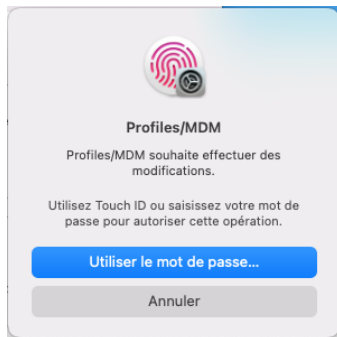 Profiles/MDM
Profiles/MDM souhaite effectuer des
modifications.
Utilisez Touch ID ou saisissez votre mot de
passe pour autoriser cette opération.
Utiliser le mot de passe...
Annuler